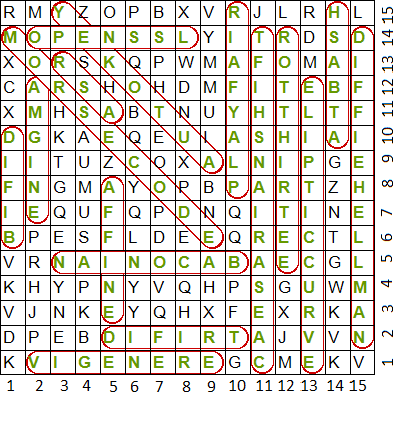 R M Y Z O P B X V R J L R H L 15
M O P E N S S L Y I T R D S D 14
X O R S K Q P W M A F O M A I 13
C A R S H O H D M F I T E B F 12
X M H S A B T N U Y H T L T F 11
D G K A E Q E U I A S H I A I 10
I I T U Z C O X A L N I P G E 9
F N G M A Y O P B P A R T Z H 8
I E Q U F Q P D N Q I T I N E 7
B P E S F L D E E Q R E C T L 6
V R N A I N O C A B A E C G L 5
K H Y P N Y V Q H P S G U W M 4
V J N K E Y Q H X F E X R K A 3
D P E B D I F I R T A J V V N 2
K V I G E N E R E G C M E K V 1
1 2 3 4 5 6 7 8 9 10 11 12 13 14 15